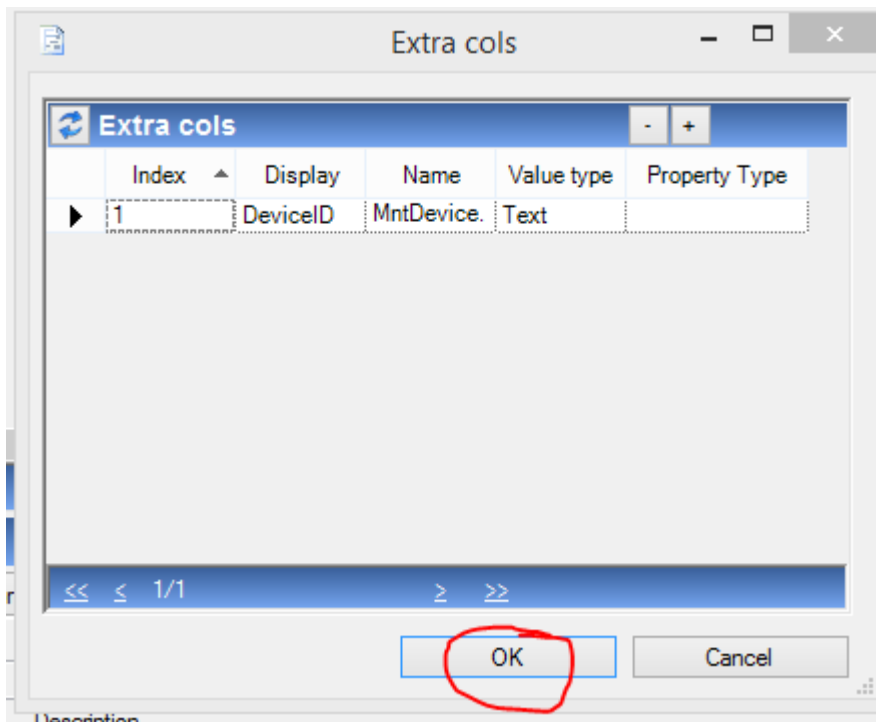 Extra cols
Extra cols - +
Index Display Name Value type Property Type
1 DeviceID MntDevice. Text
<< < 1/1 > >>
OK Cancel
Description